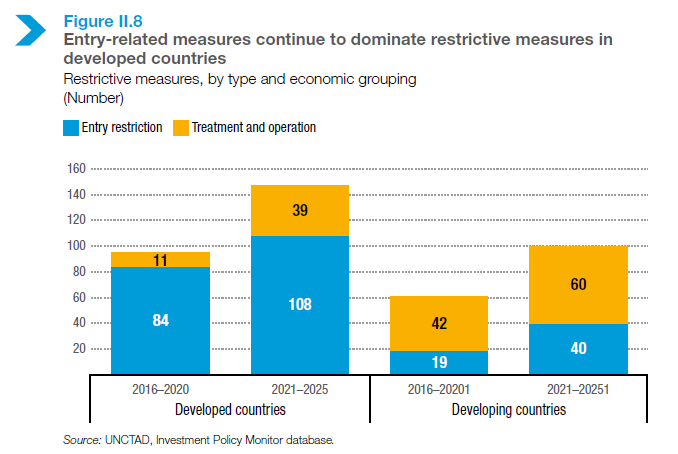 Figure II.8
Entry-related measures continue to dominate restrictive measures in
developed countries
Restrictive measures, by type and economic grouping
(Number)
Entry restriction Treatment and operation
160
140
120
100
80
60
40
20
11
84
39
108
42
19
60
40
2016–2020 2021–2025 2016–20201 2021–20251
Developed countries Developing countries
Source: UNCTAD, Investment Policy Monitor database.